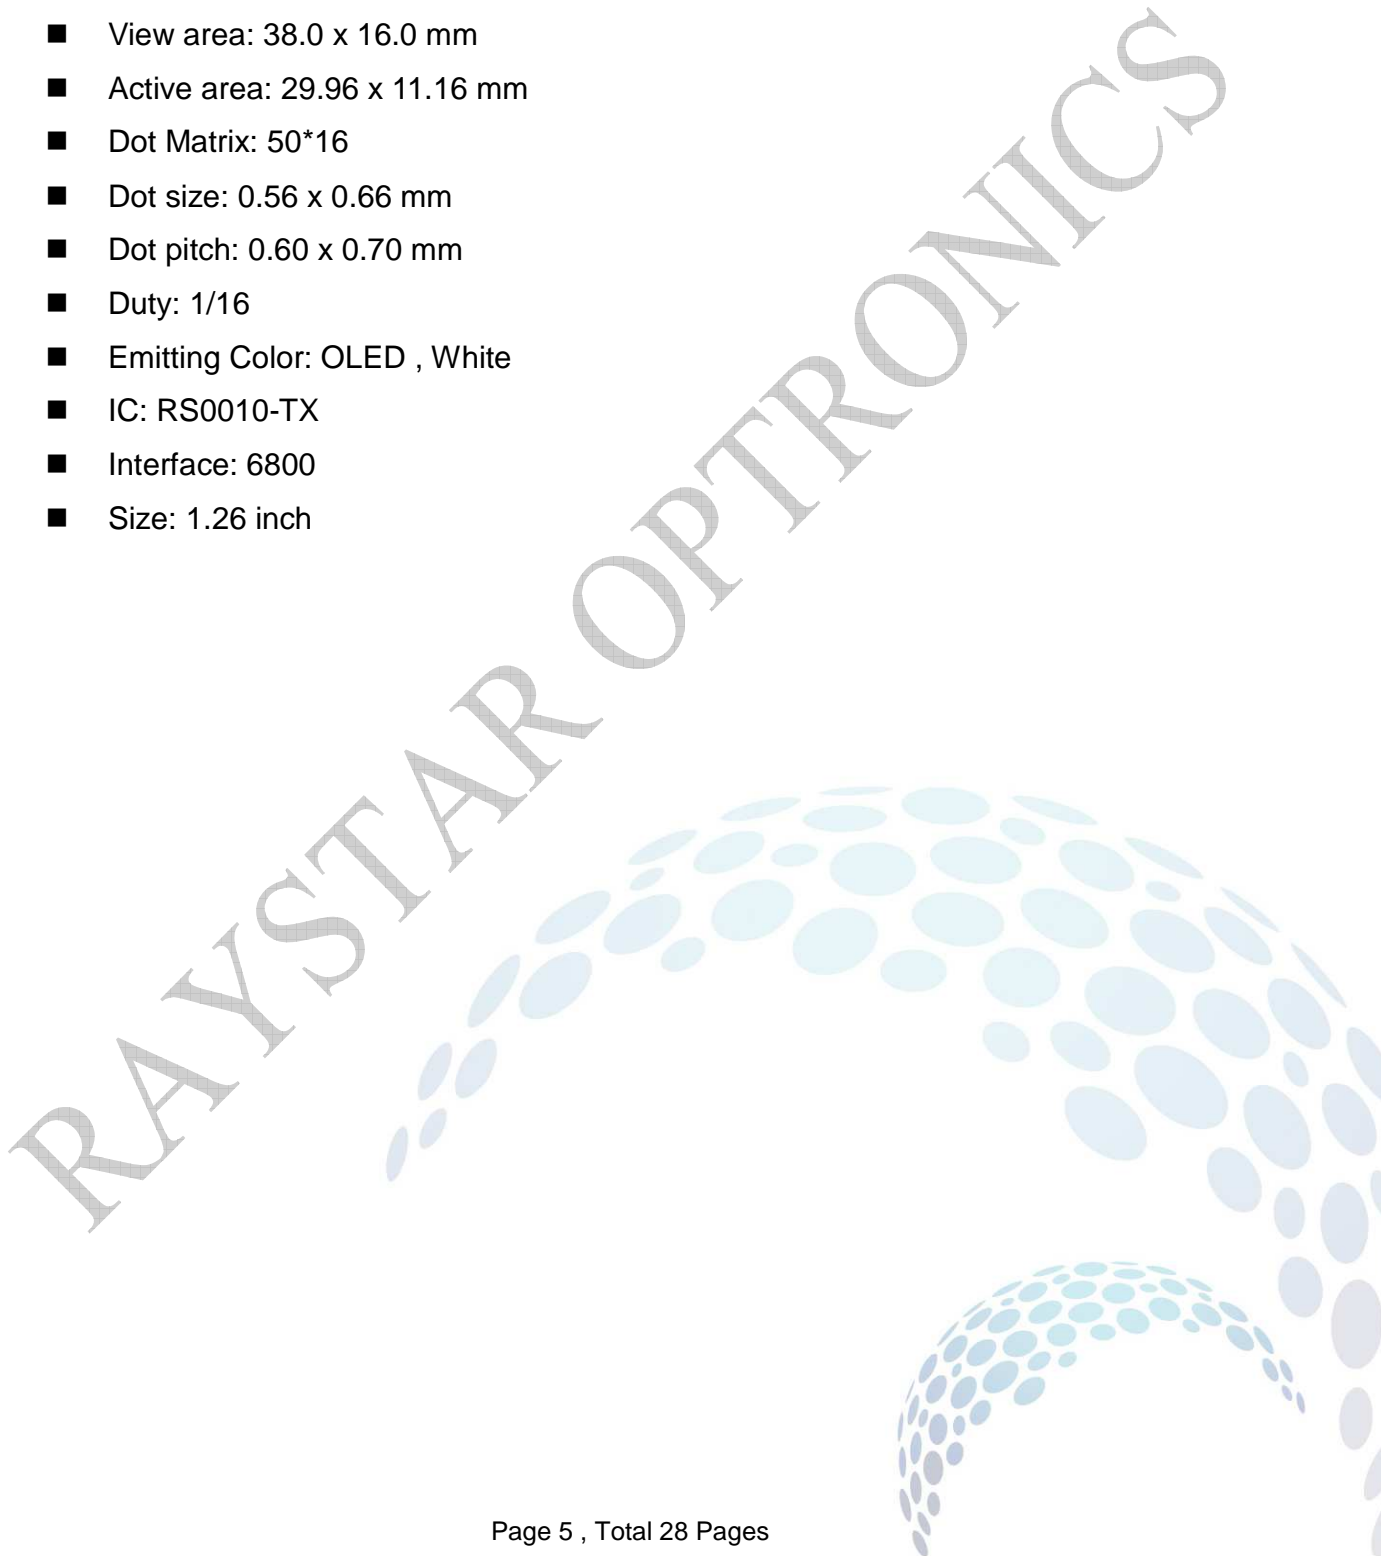 ■ View area: 38.0 x 16.0 mm
■ Active area: 29.96 x 11.16 mm
■ Dot Matrix: 50*16
■ Dot size: 0.56 x 0.66 mm
■ Dot pitch: 0.60 x 0.70 mm
■ Duty: 1/16
■ Emitting Color: OLED , White
■ IC: RS0010-TX
■ Interface: 6800
■ Size: 1.26 inch
RAYSTAR OPTRONICS
Page 5 , Total 28 Pages